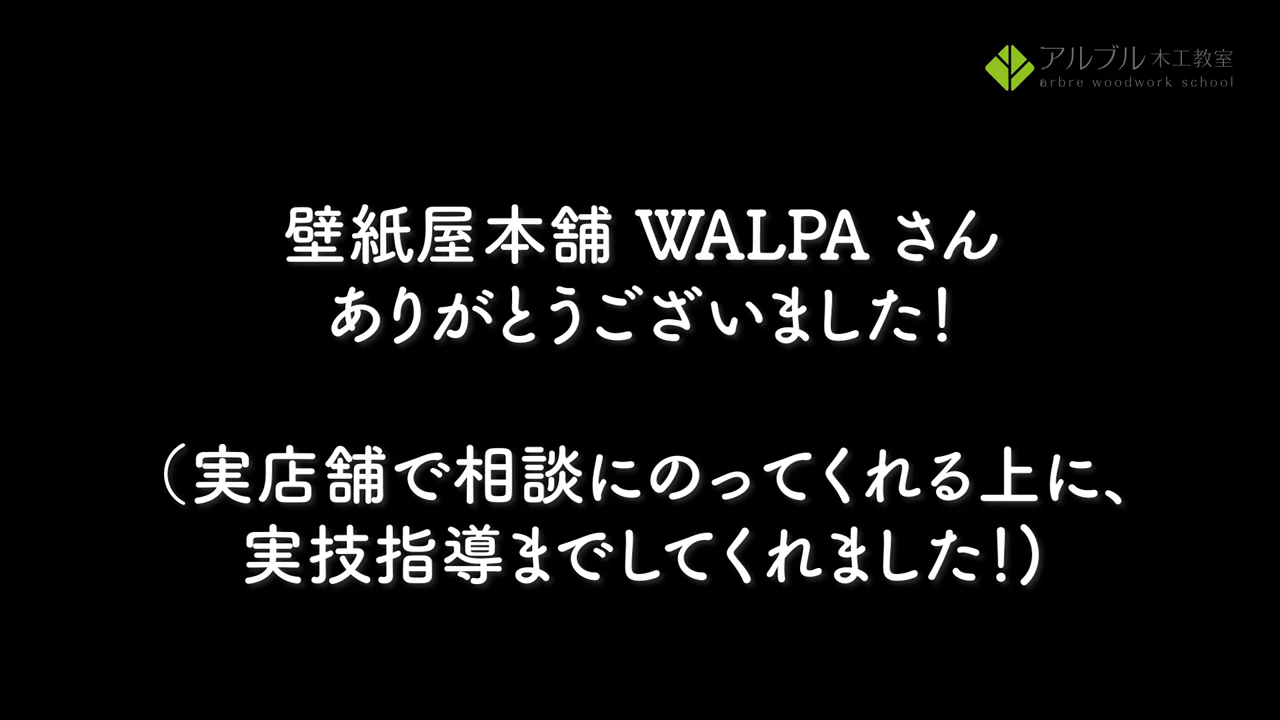 アルブル木工教室
arbre woodwork school
壁紙屋本舗 WALPA さん
ありがとうございました!
(実店舗で相談にのってくれる上に、
実技指導までしてくれました!)